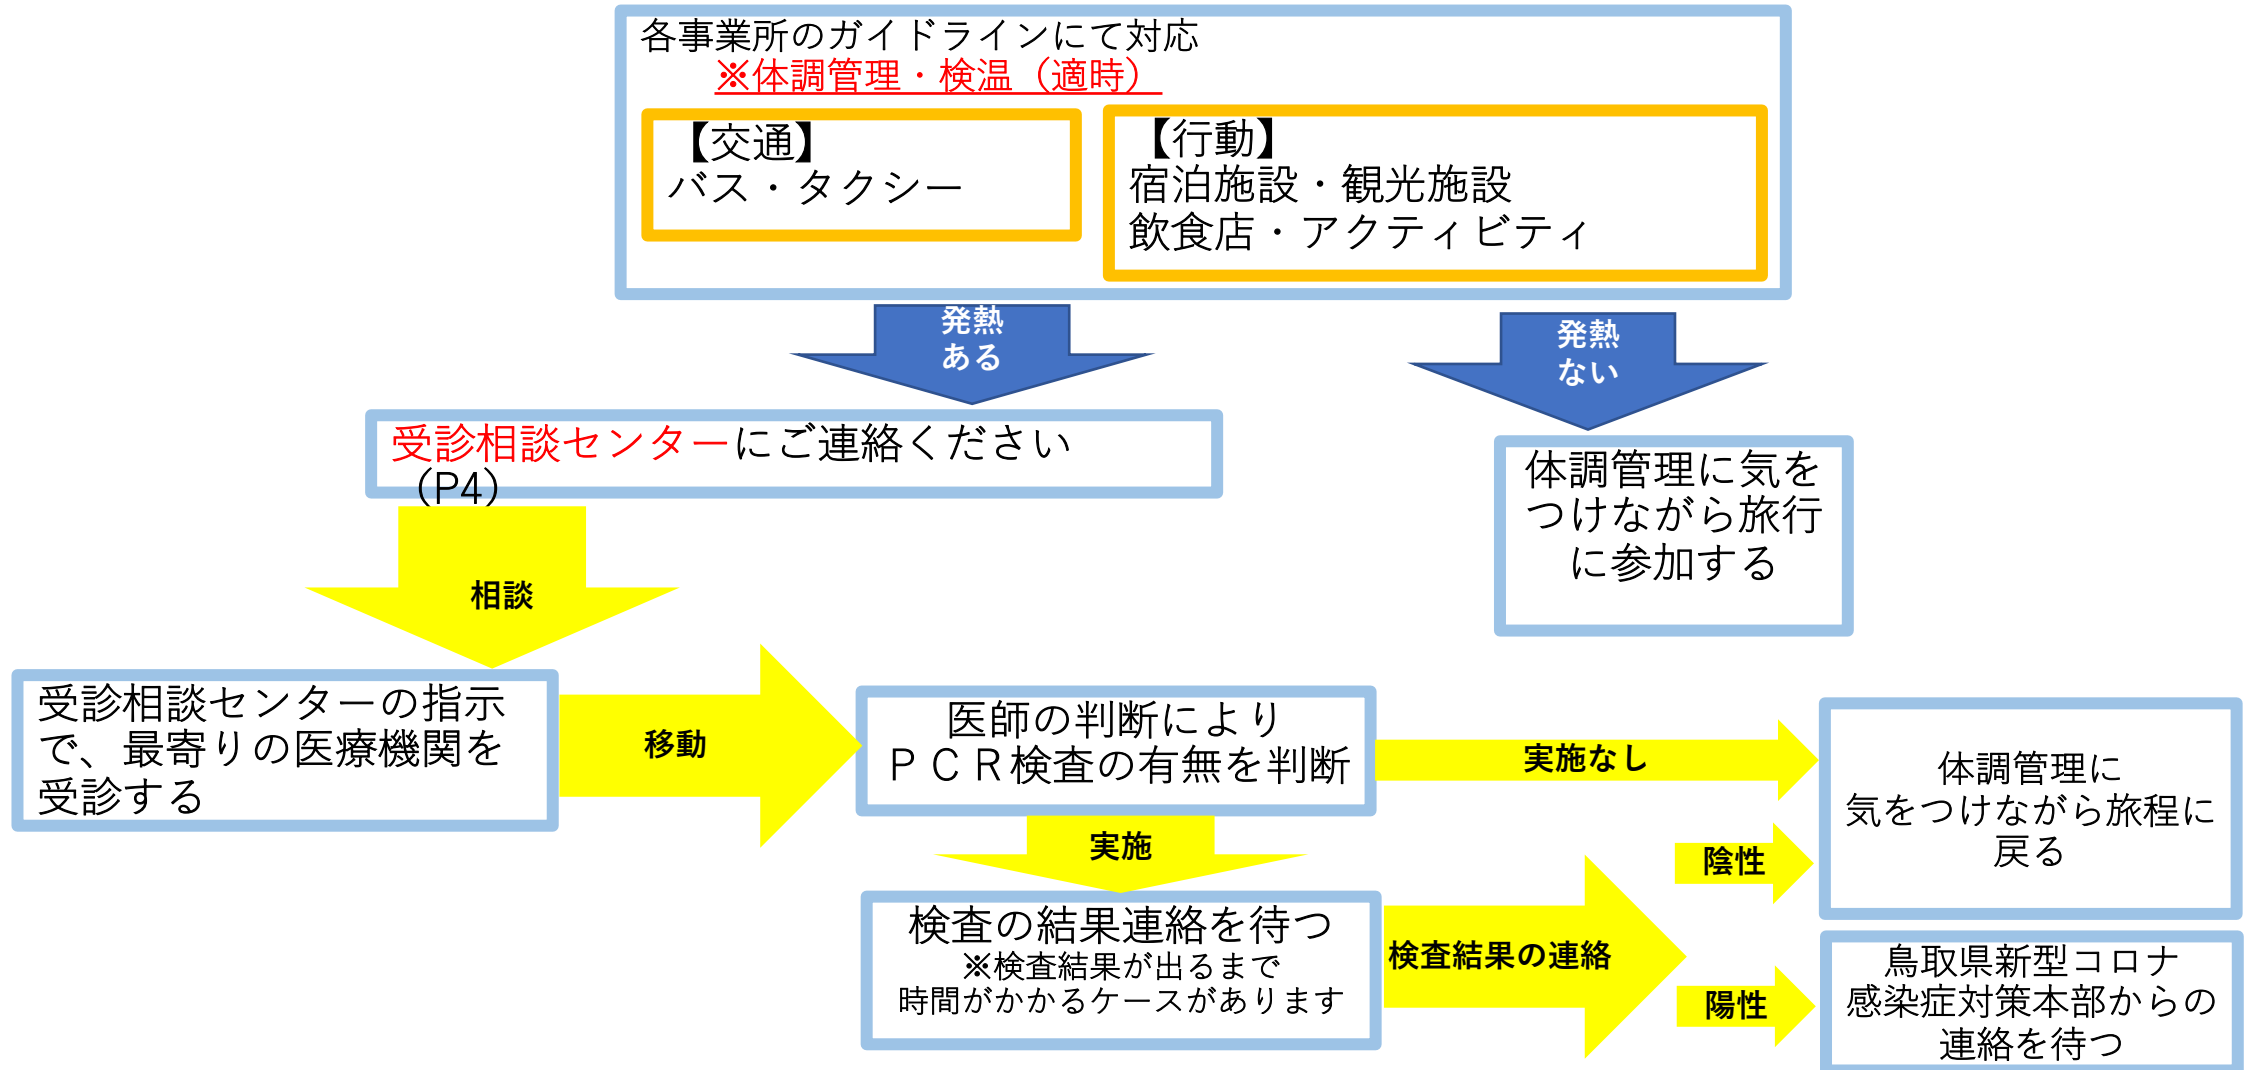 各事業所のガイドラインにて対応
※体調管理・検温（適時）
【交通】
バス・タクシー
【行動】
宿泊施設・観光施設
飲食店・アクティビティ
発熱
ある
発熱
ない
受診相談センターにご連絡ください
（P4）
体調管理に気を
つけながら旅行
に参加する
相談
受診相談センターの指示
で、最寄りの医療機関を
受診する
移動
医師の判断により
ＰＣＲ検査の有無を判断
実施なし
体調管理に
気をつけながら旅程に
戻る
実施
陰性
検査の結果連絡を待つ
※検査結果が出るまで
時間がかかるケースがあります
検査結果の連絡
陽性
鳥取県新型コロナ
感染症対策本部からの
連絡を待つ